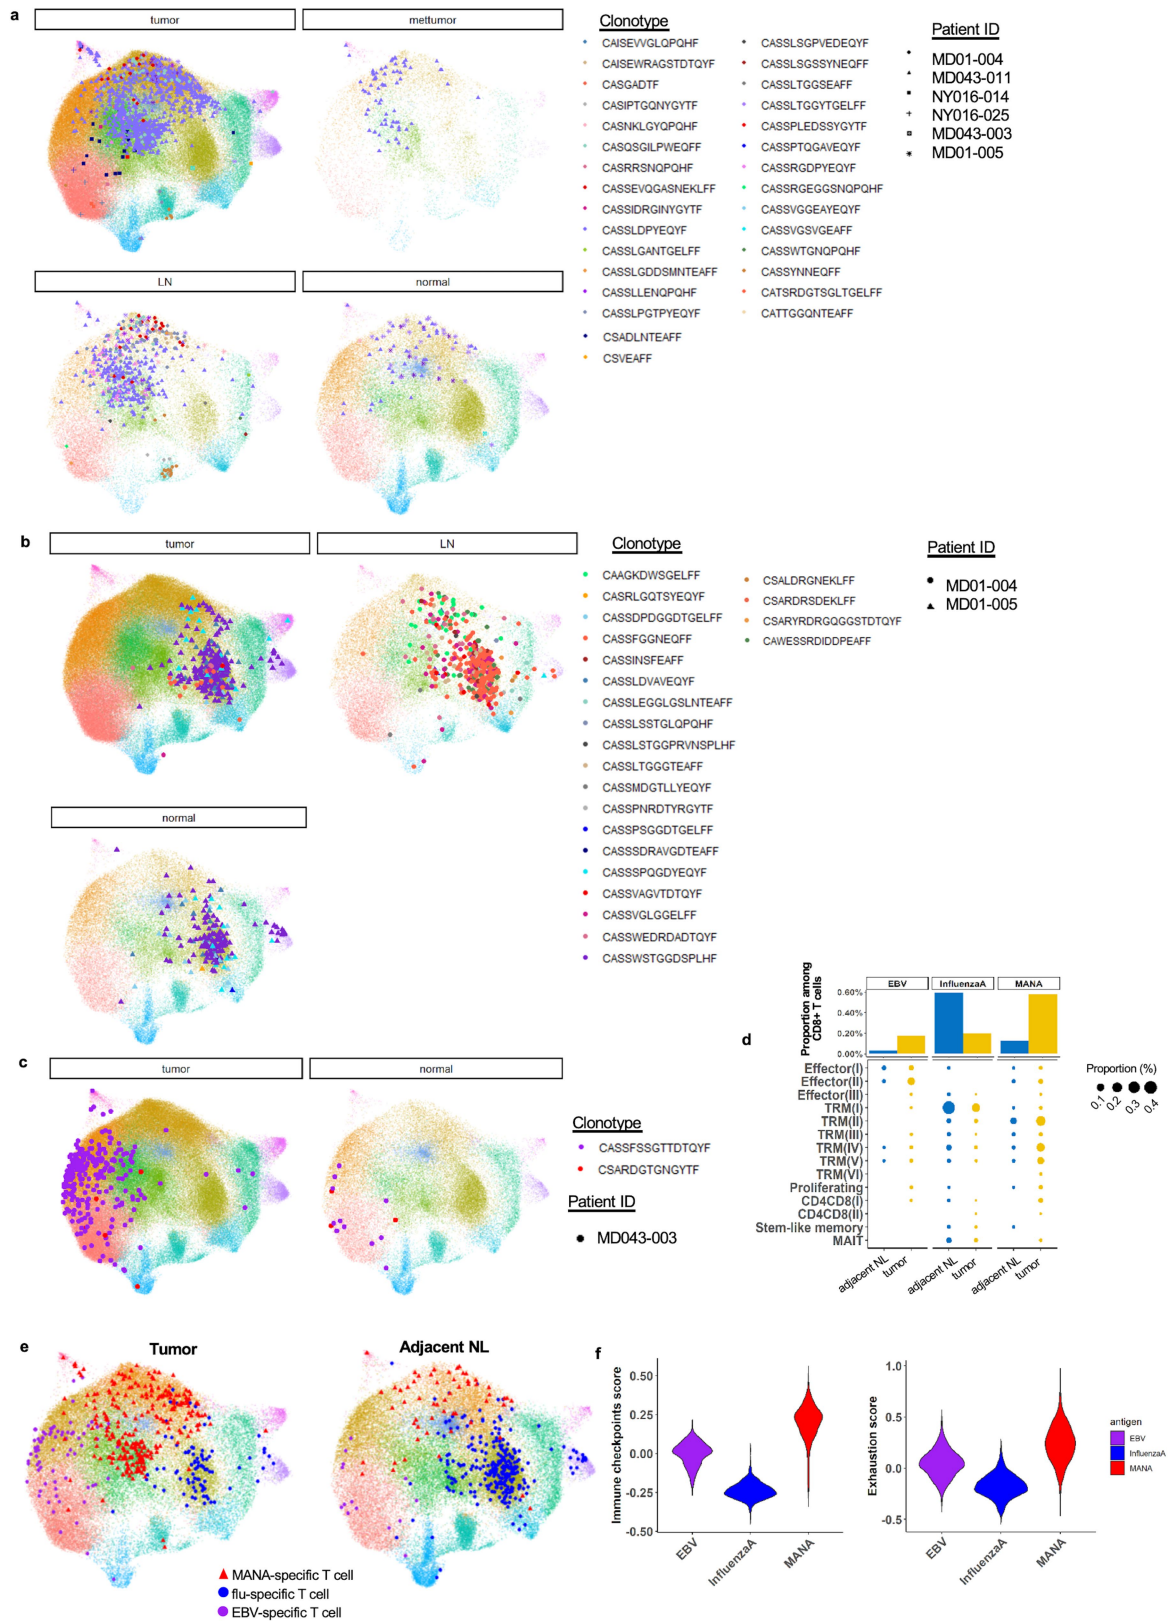 a
tumor
mettumor
LN
normal
Clonotype
CAISEVVGLQPQHF
CAISEWRAGSTDTQYF
CASGADTF
CASIPTGQNYGYTF
CASNKLGYQPQHF
CASQSGILPWEQFF
CASRRSNQPQHF
CASSEVQGASNEKLFF
CASSIDRGINYGYTF
CASSLDPYEQYF
CASSLGANTGELFF
CASSLGDDSMNTEAFF
CASSLLENQPQHF
CASSLPGTPYEQYF
CSADLNTEAFF
CSVEAFF
CASSLSGPVEDEQYF
CASSLSGSSYNEQFF
CASSLTGGSEAFF
CASSLTGGYTGELFF
CASSPLEDSSYGYTF
CASSPTQGAVEQYF
CASSRGDPYEQYF
CASSRGEGGSNQPQHF
CASSVGGEAYEQYF
CASSVGSVGEAFF
CASSWTGNQPQHF
CASSYNNEQFF
CATSRDGTSGLTGELFF
CATTGGQNTEAFF
Patient ID
MD01-004
MD043-011
NY016-014
NY016-025
MD043-003
MD01-005
b
tumor
LN
normal
Clonotype
CAAGKDWSGELFF
CASRLGQTSYEQYF
CASSDPDGGDTGELFF
CASSFGGNEQFF
CASSINSFEAFF
CASSLDVAVEQYF
CASSLEGGLGSLNTEAFF
CASSLSSTGLQPQHF
CASSLSTGGPRVNSPLHF
CASSLTGGGTEAFF
CASSMDGTLLYEQYF
CASSPNRDTYRGYTF
CASSPSGGDTGELFF
CASSSDRAVGDTEAFF
CASSSPQGDYEQYF
CASSVAGVTDTQYF
CASSVGLGGELFF
CASSWEDRDADTQYF
CASSWSTGGDSPLHF
CSALDRGNEKLFF
CSARDRSDEKLFF
CSARYRDRGQGGSTDTQYF
CAWESSRDIDDPEAFF
Patient ID
MD01-004
MD01-005
c
tumor
normal
Clonotype
CASSFSSGTTDTQYF
CSARDGTGNGYTF
Patient ID
MD043-003
d
Proportion among
CD8+ T cells
0.60%
0.40%
0.20%
0.00%
EBV
InfluenzaA
MANA
Effector(I)
Effector(II)
Effector(III)
TRM(I)
TRM(II)
TRM(III)
TRM(IV)
TRM(V)
TRM(VI)
Proliferating
CD4CD8(I)
CD4CD8(II)
Stem-like memory
MAIT
adjacent NL
tumor
adjacent NL
tumor
adjacent NL
tumor
Proportion (%)
0.1
0.2
0.3
0.4
e
Tumor
Adjacent NL
MANA-specific T cell
flu-specific T cell
EBV-specific T cell
f
Immune checkpoints score
0.50
0.25
0.00
-0.25
-0.50
EBV
InfluenzaA
MANA
Exhaustion score
1.0
0.5
0.0
-0.5
EBV
InfluenzaA
MANA
antigen
EBV
InfluenzaA
MANA